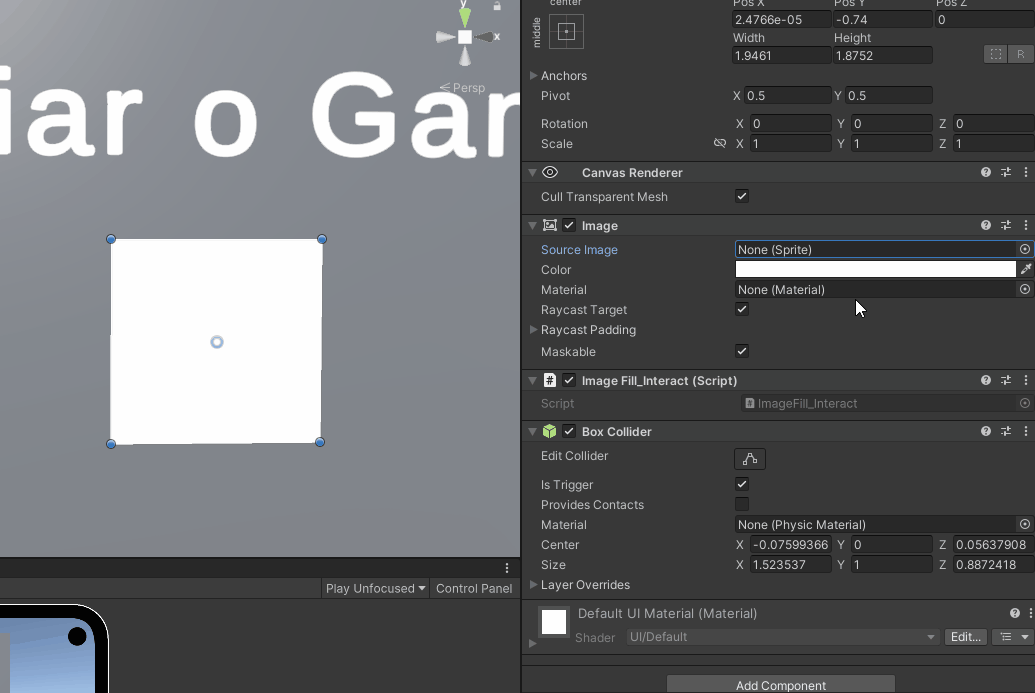 center
Pos X Pos Y Pos Z
middle
2.4766e-05 -0.74 0
Width Height
1.9461 1.8752
R
y
x
Persp
iar o Gar
Anchors
Pivot X 0.5 Y 0.5
Rotation X 0 Y 0 Z 0
Scale X 1 Y 1 Z 1
Canvas Renderer
Cull Transparent Mesh
Image
Source Image None (Sprite)
Color
Material None (Material)
Raycast Target
Raycast Padding
Maskable
# Image Fill_Interact (Script)
Script # ImageFill_Interact
Box Collider
Edit Collider
Is Trigger
Provides Contacts
Material None (Physic Material)
Center X -0.07599366 Y 0 Z 0.05637908
Size X 1.523537 Y 1 Z 0.8872418
Layer Overrides
Play Unfocused Control Panel
Default UI Material (Material)
Shader UI/Default Edit...
Add Component